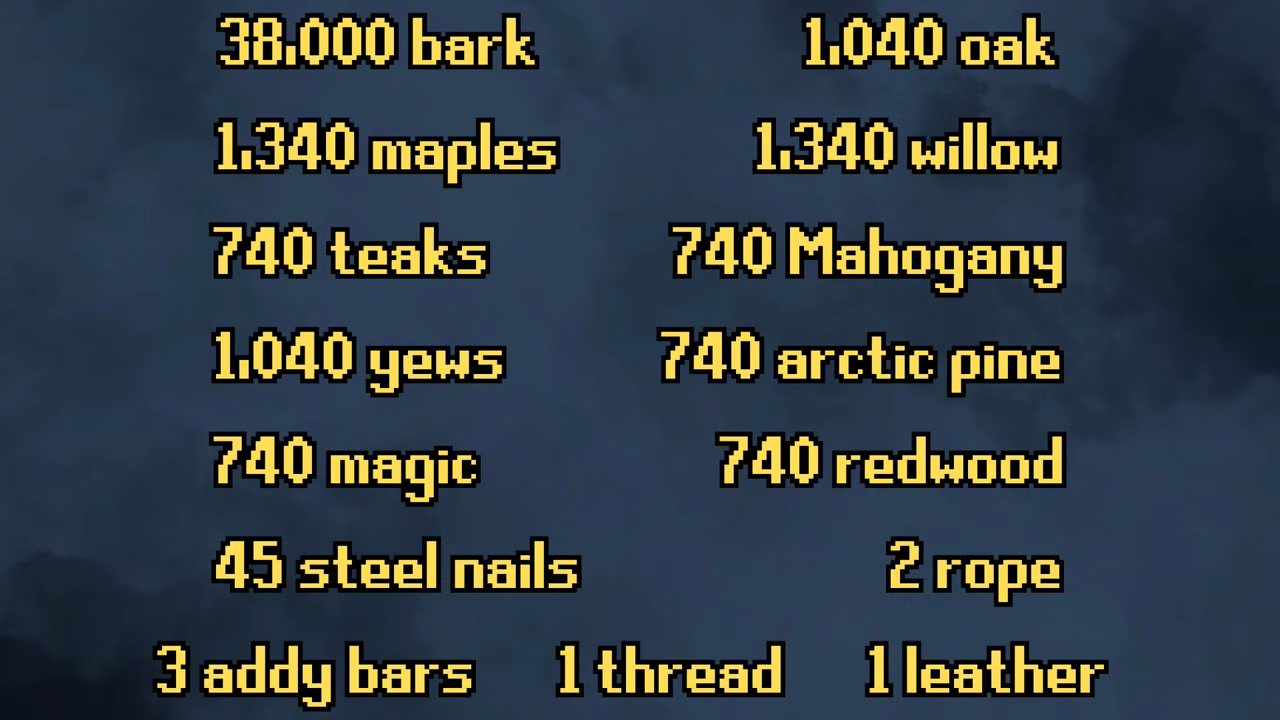 38.000 bark 1.040 oak
1.340 maples 1.340 willow
740 teaks 740 Mahogany
1.040 yews 740 arctic pine
740 magic 740 redwood
45 steel nails 2 rope
3 addy bars 1 thread 1 leather